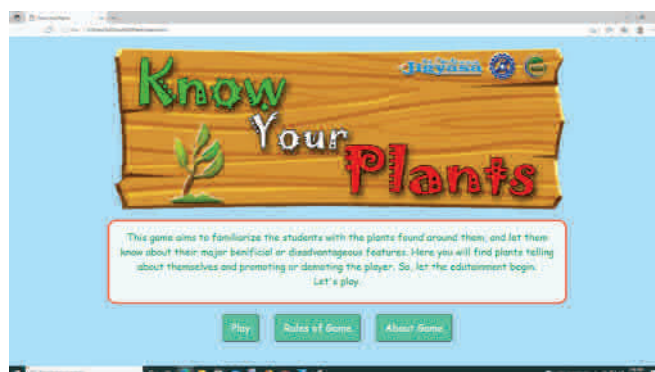 Know
Your
Plants
Jigyasa
This game aims to familiarize the students with the plants found around them, and let them
know about their major benificial or disadvantageous features. Here you will find plants telling
about themselves and promoting or demoting the player. So, let the edutainment begin.
Let's play.
Play
Rules of Game
About Game